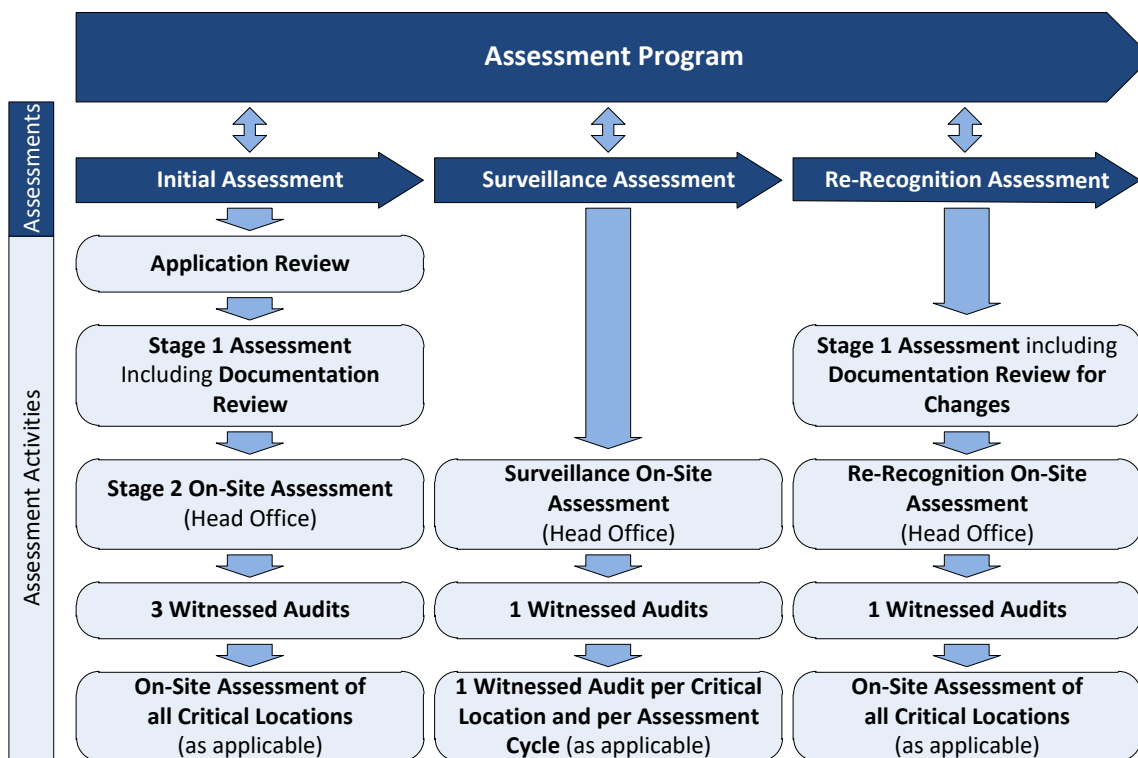 Assessment Program
Assessments
Initial Assessment
Surveillance Assessment
Re-Recognition Assessment
Assessment Activities
Application Review
Stage 1 Assessment
Including Documentation
Review
Stage 2 On-Site Assessment
(Head Office)
3 Witnessed Audits
On-Site Assessment of
all Critical Locations
(as applicable)
Surveillance On-Site
Assessment
(Head Office)
1 Witnessed Audits
1 Witnessed Audit per Critical
Location and per Assessment
Cycle (as applicable)
Stage 1 Assessment including
Documentation Review for
Changes
Re-Recognition On-Site
Assessment
(Head Office)
1 Witnessed Audits
On-Site Assessment of
all Critical Locations
(as applicable)